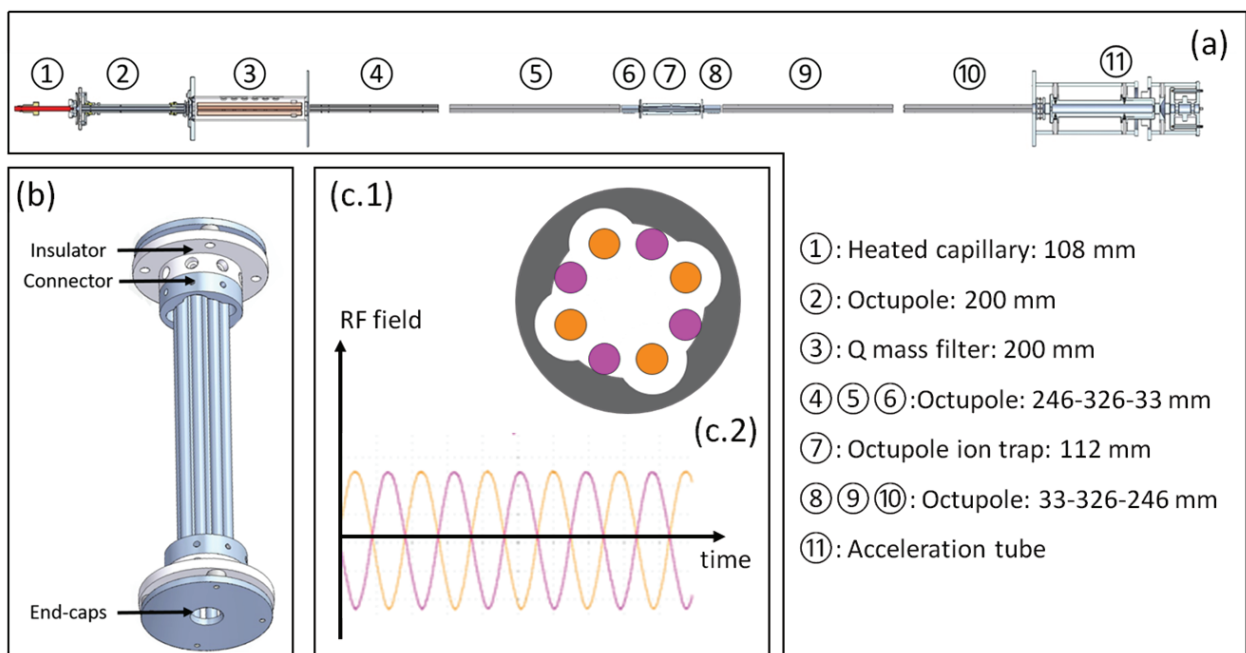 ① ② ③ ④ ⑤ ⑥ ⑦ ⑧ ⑨ ⑩ ⑪ (a)
(b)
Insulator
Connector
End-caps
(c.1)
RF field
(c.2)
time
①: Heated capillary: 108 mm
②: Octupole: 200 mm
③: Q mass filter: 200 mm
④⑤⑥:Octupole: 246-326-33 mm
⑦: Octupole ion trap: 112 mm
⑧⑨⑩: Octupole: 33-326-246 mm
⑪: Acceleration tube